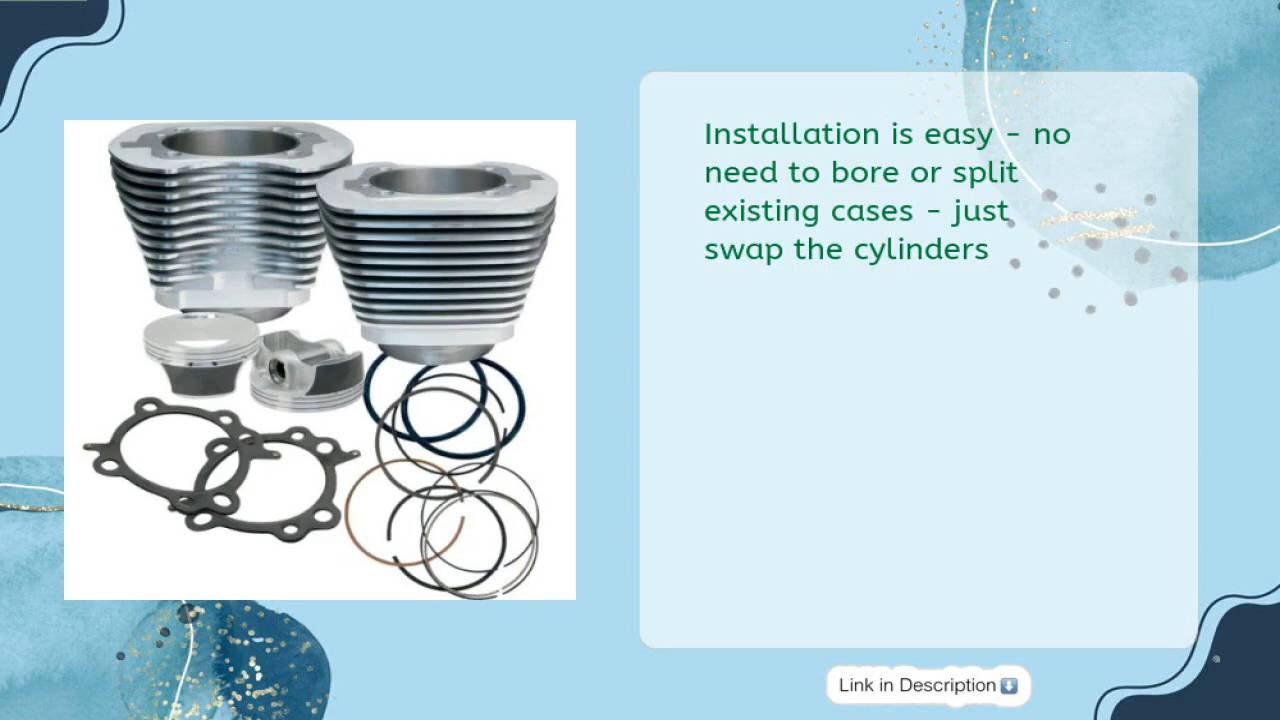 Installation is easy - no
need to bore or split
existing cases - just
swap the cylinders
Link in Description⬇️